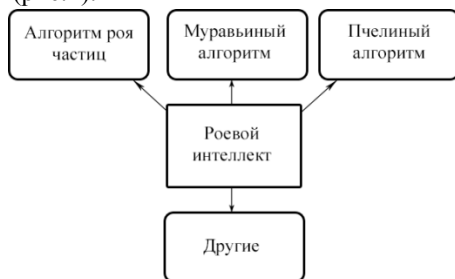 Алгоритм роя
частиц
Муравьиный
алгоритм
Пчелиный
алгоритм
Роевой
интеллект
Другие